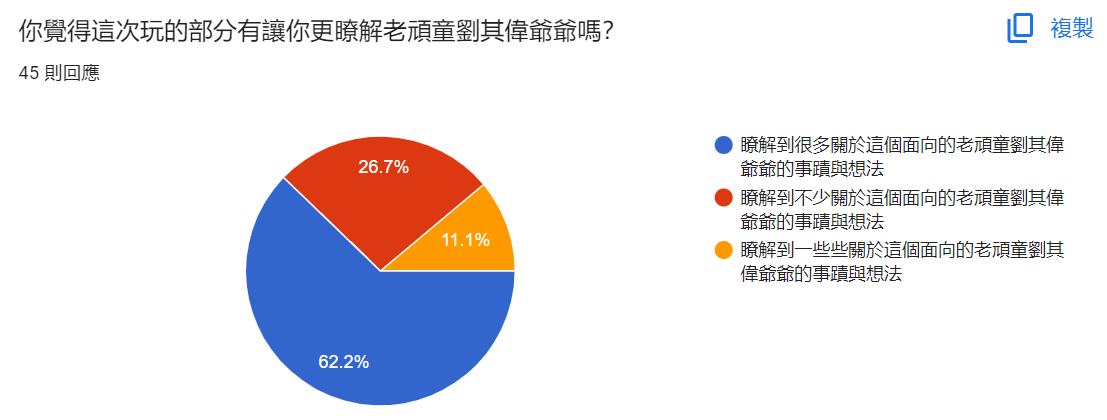 你覺得這次玩的部分有讓你更瞭解老頑童劉其偉爺爺嗎？
複製
45 則回應
26.7%
11.1%
62.2%
瞭解到很多關於這個面向的老頑童劉其偉
爺爺的事蹟與想法
瞭解到不少關於這個面向的老頑童劉其偉
爺爺的事蹟與想法
瞭解到一些些關於這個面向的老頑童劉其
偉爺爺的事蹟與想法